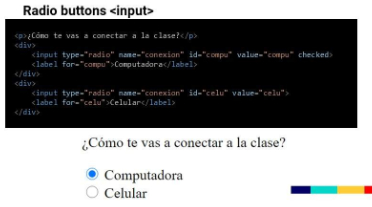 Radio buttons <input>
<p>¿Cómo te vas a conectar a la clase?</p>
<div>
<input type="radio" name="conexion" id="compu" value="compu" checked>
<label for="compu">Computadora</label>
</div>
<div>
<input type="radio" name="conexion" id="celu" value="celu">
<label for="celu">Celular</label>
</div>
¿Cómo te vas a conectar a la clase?
Computadora
Celular